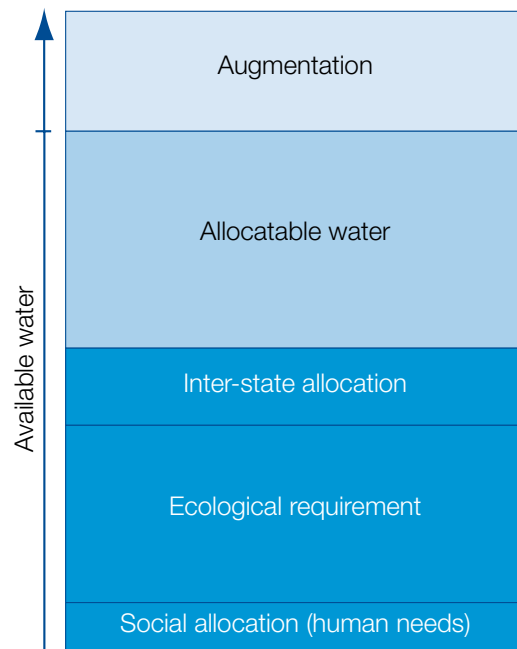 Augmentation
Allocatable water
Inter-state allocation
Ecological requirement
Social allocation (human needs)
Available water